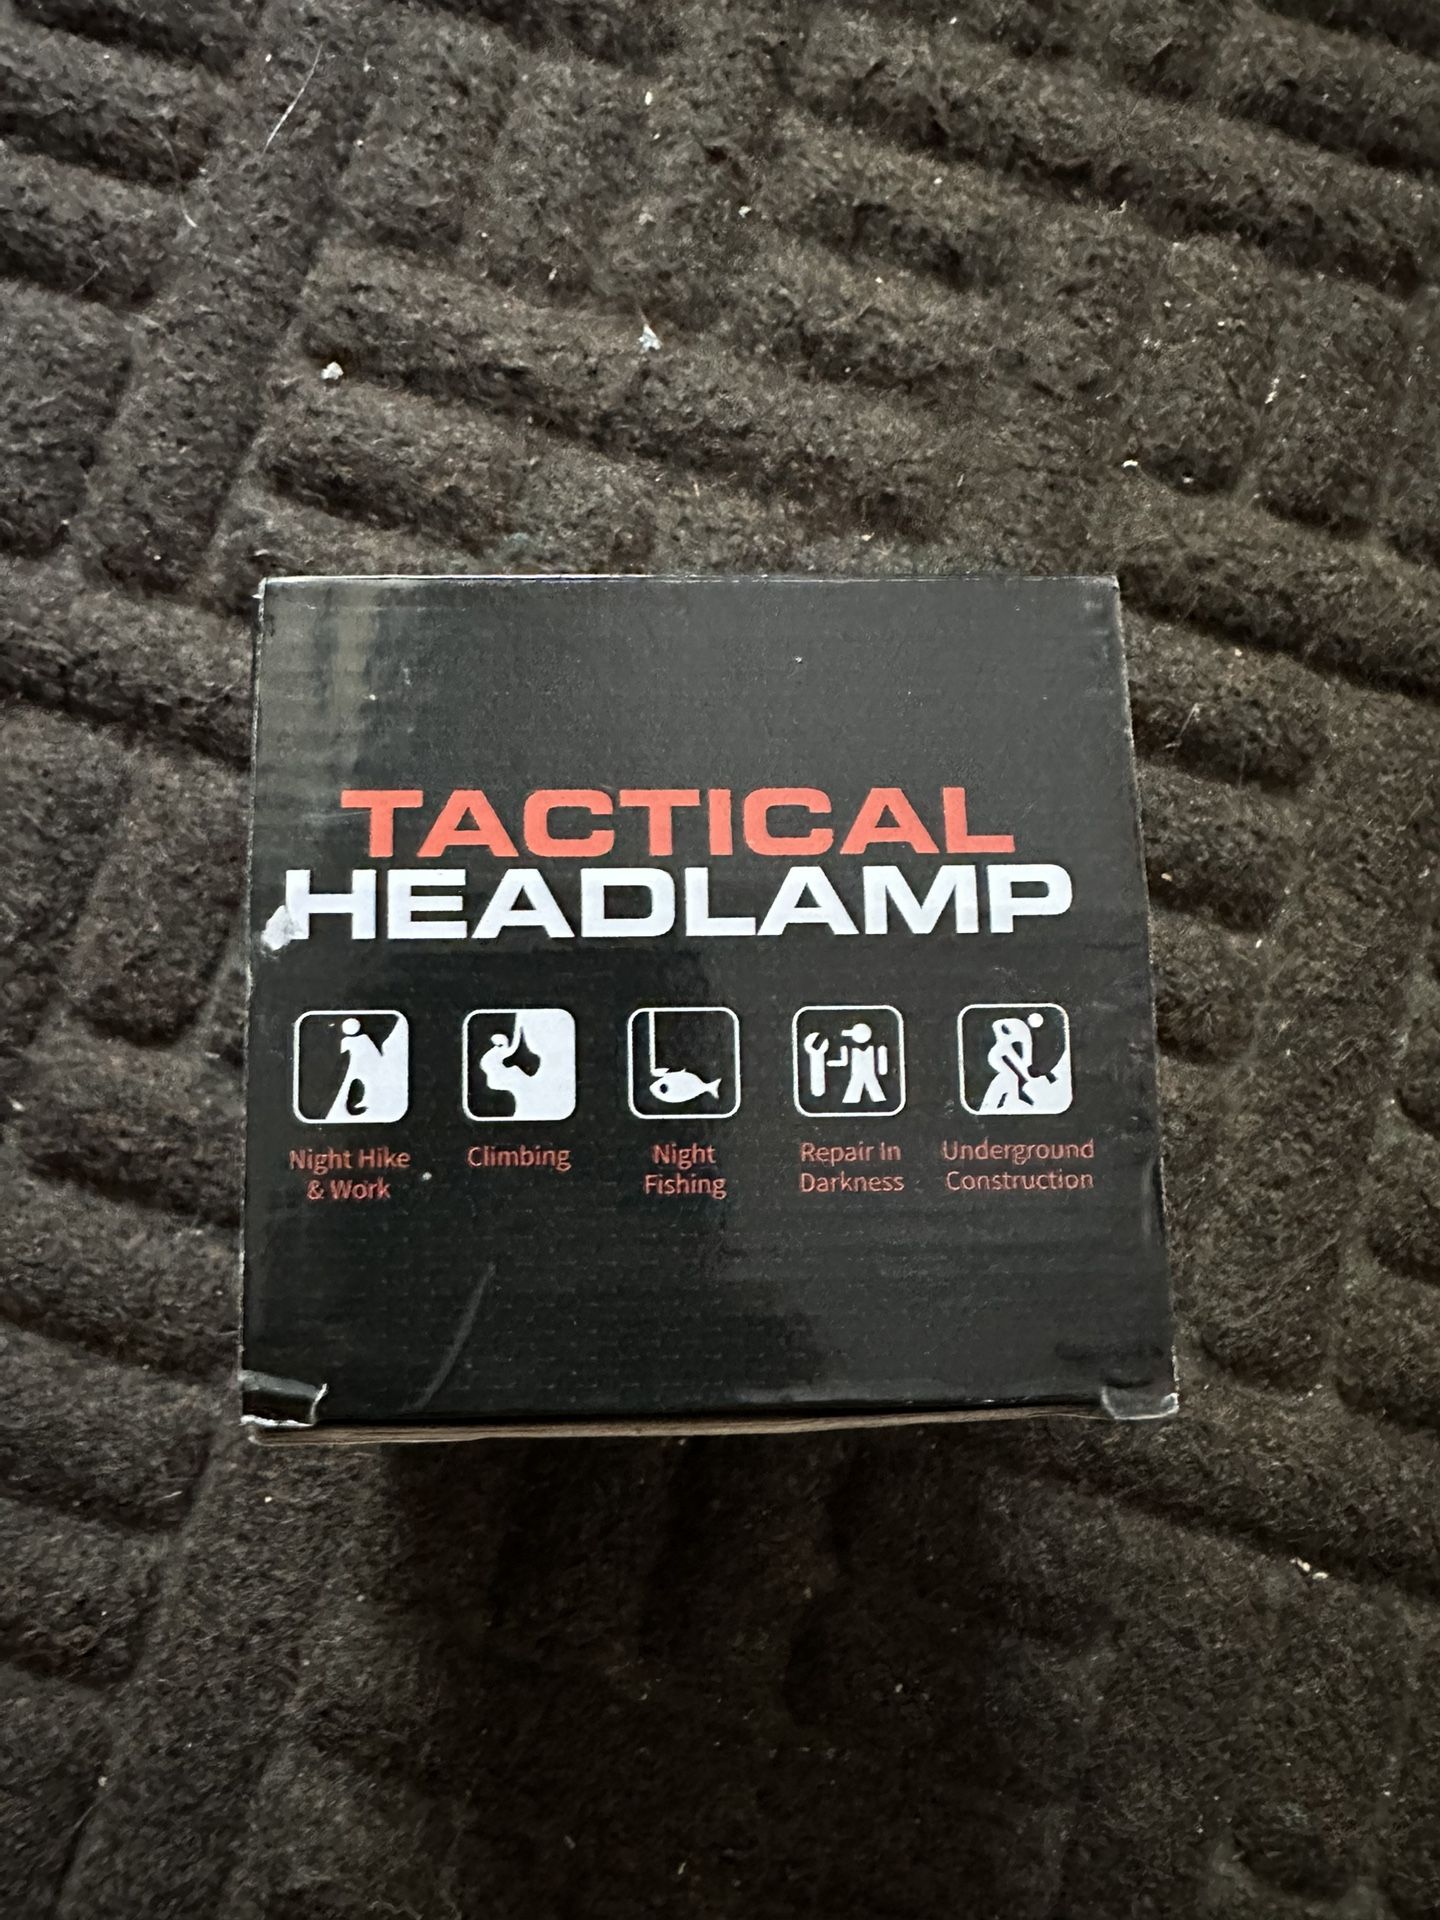 TACTICAL
HEADLAMP
Night Hike
& Work
Climbing
Night
Fishing
Repair In
Darkness
Underground
Construction